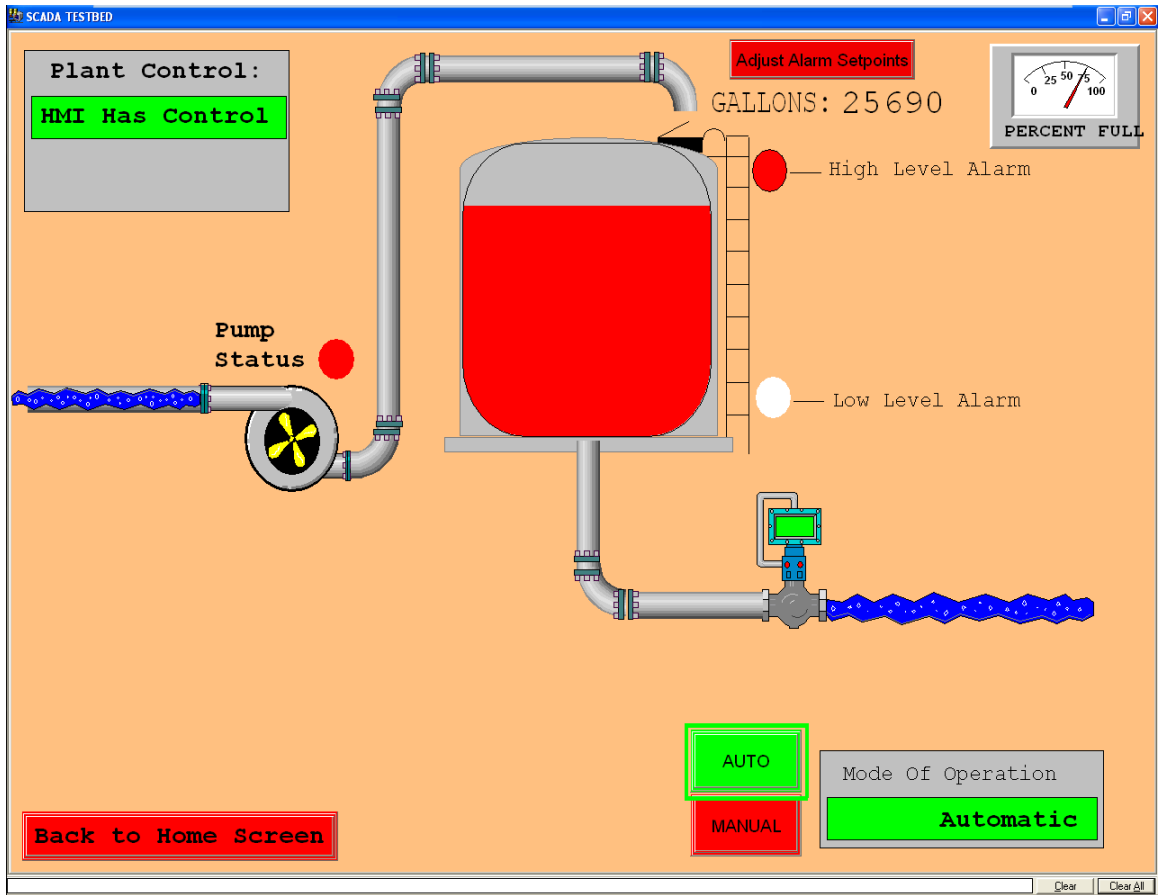 SCADA TESTBED
Plant Control:
HMI Has Control
Adjust Alarm Setpoints
GALLONS: 25690
0 25 50 75 100
PERCENT FULL
High Level Alarm
Pump
Status
Low Level Alarm
AUTO
MANUAL
Mode Of Operation
Automatic
Back to Home Screen
Clear
Clear All